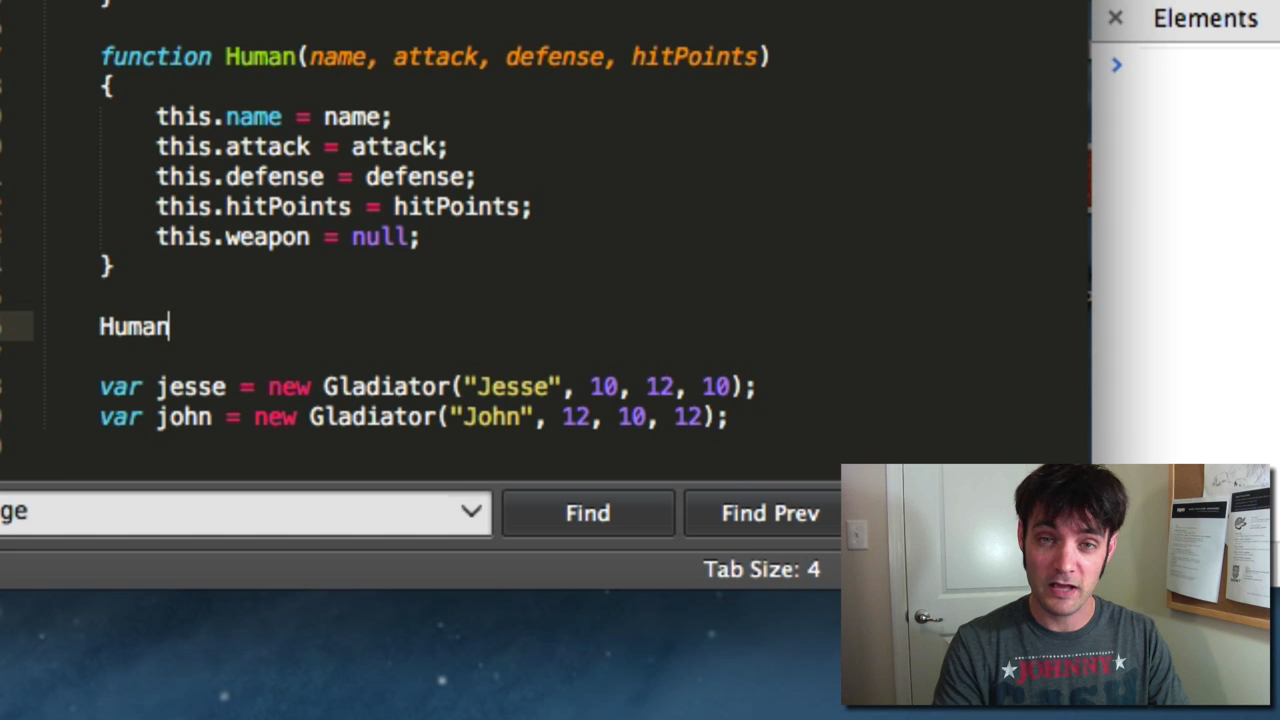 }
function Human(name, attack, defense, hitPoints)
{
this.name = name;
this.attack = attack;
this.defense = defense;
this.hitPoints = hitPoints;
this.weapon = null;
}
Human
var jesse = new Gladiator("Jesse", 10, 12, 10);
var john = new Gladiator("John", 12, 10, 12);
ge
Find
Find Prev
Tab Size: 4
× Elements
>
JOHNNY
CASH